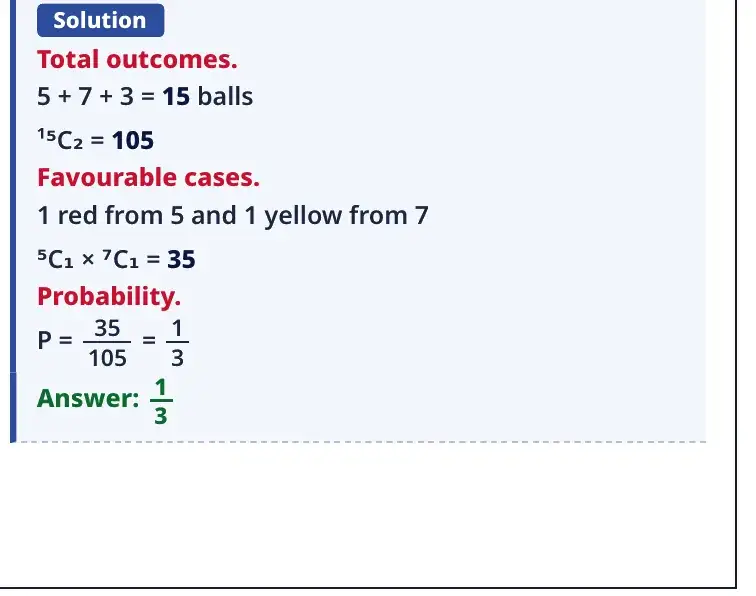 Solution
Total outcomes.
5 + 7 + 3 = 15 balls
¹⁵C₂ = 105
Favourable cases.
1 red from 5 and 1 yellow from 7
⁵C₁ × ⁷C₁ = 35
Probability.
P = 35/105 = 1/3
Answer: 1/3